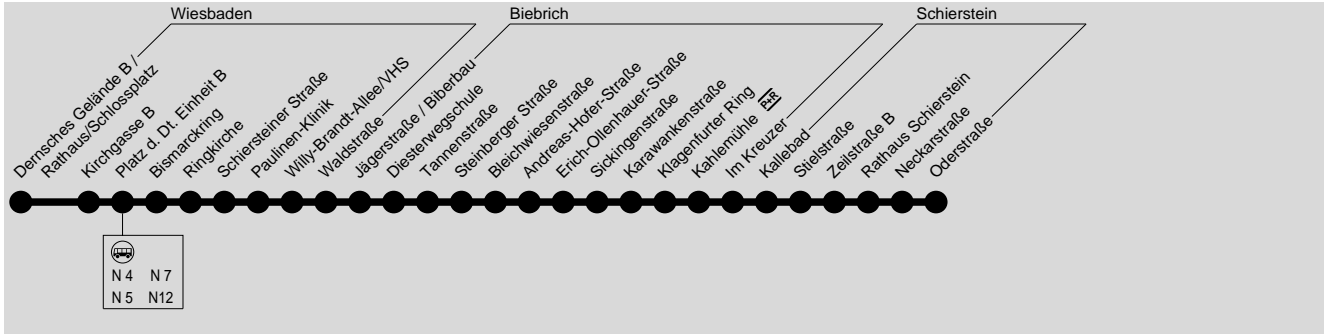 Wiesbaden
Biebrich
Schierstein
Dernsches Gelände B /
Rathaus/Schlossplatz
Kirchgasse B
Platz d. Dt. Einheit B
Bismarckring
Ringkirche
Schiersteiner Straße
Paulinen-Klinik
Willy-Brandt-Allee/VHS
Waldstraße
Jägerstraße / Biberbau
Diesterwegschule
Tannenstraße
Steinberger Straße
Bleichwiesenstraße
Andreas-Hofer-Straße
Erich-Ollenhauer-Straße
Sickingenstraße
Karawankenstraße
Klagenfurter Ring
Kahlemühle P+R
Im Kreuzer
Kallebad
Stielstraße
Zeilstraße B
Rathaus Schierstein
Neckarstraße
Oderstraße
N 4 N 7
N 5 N12